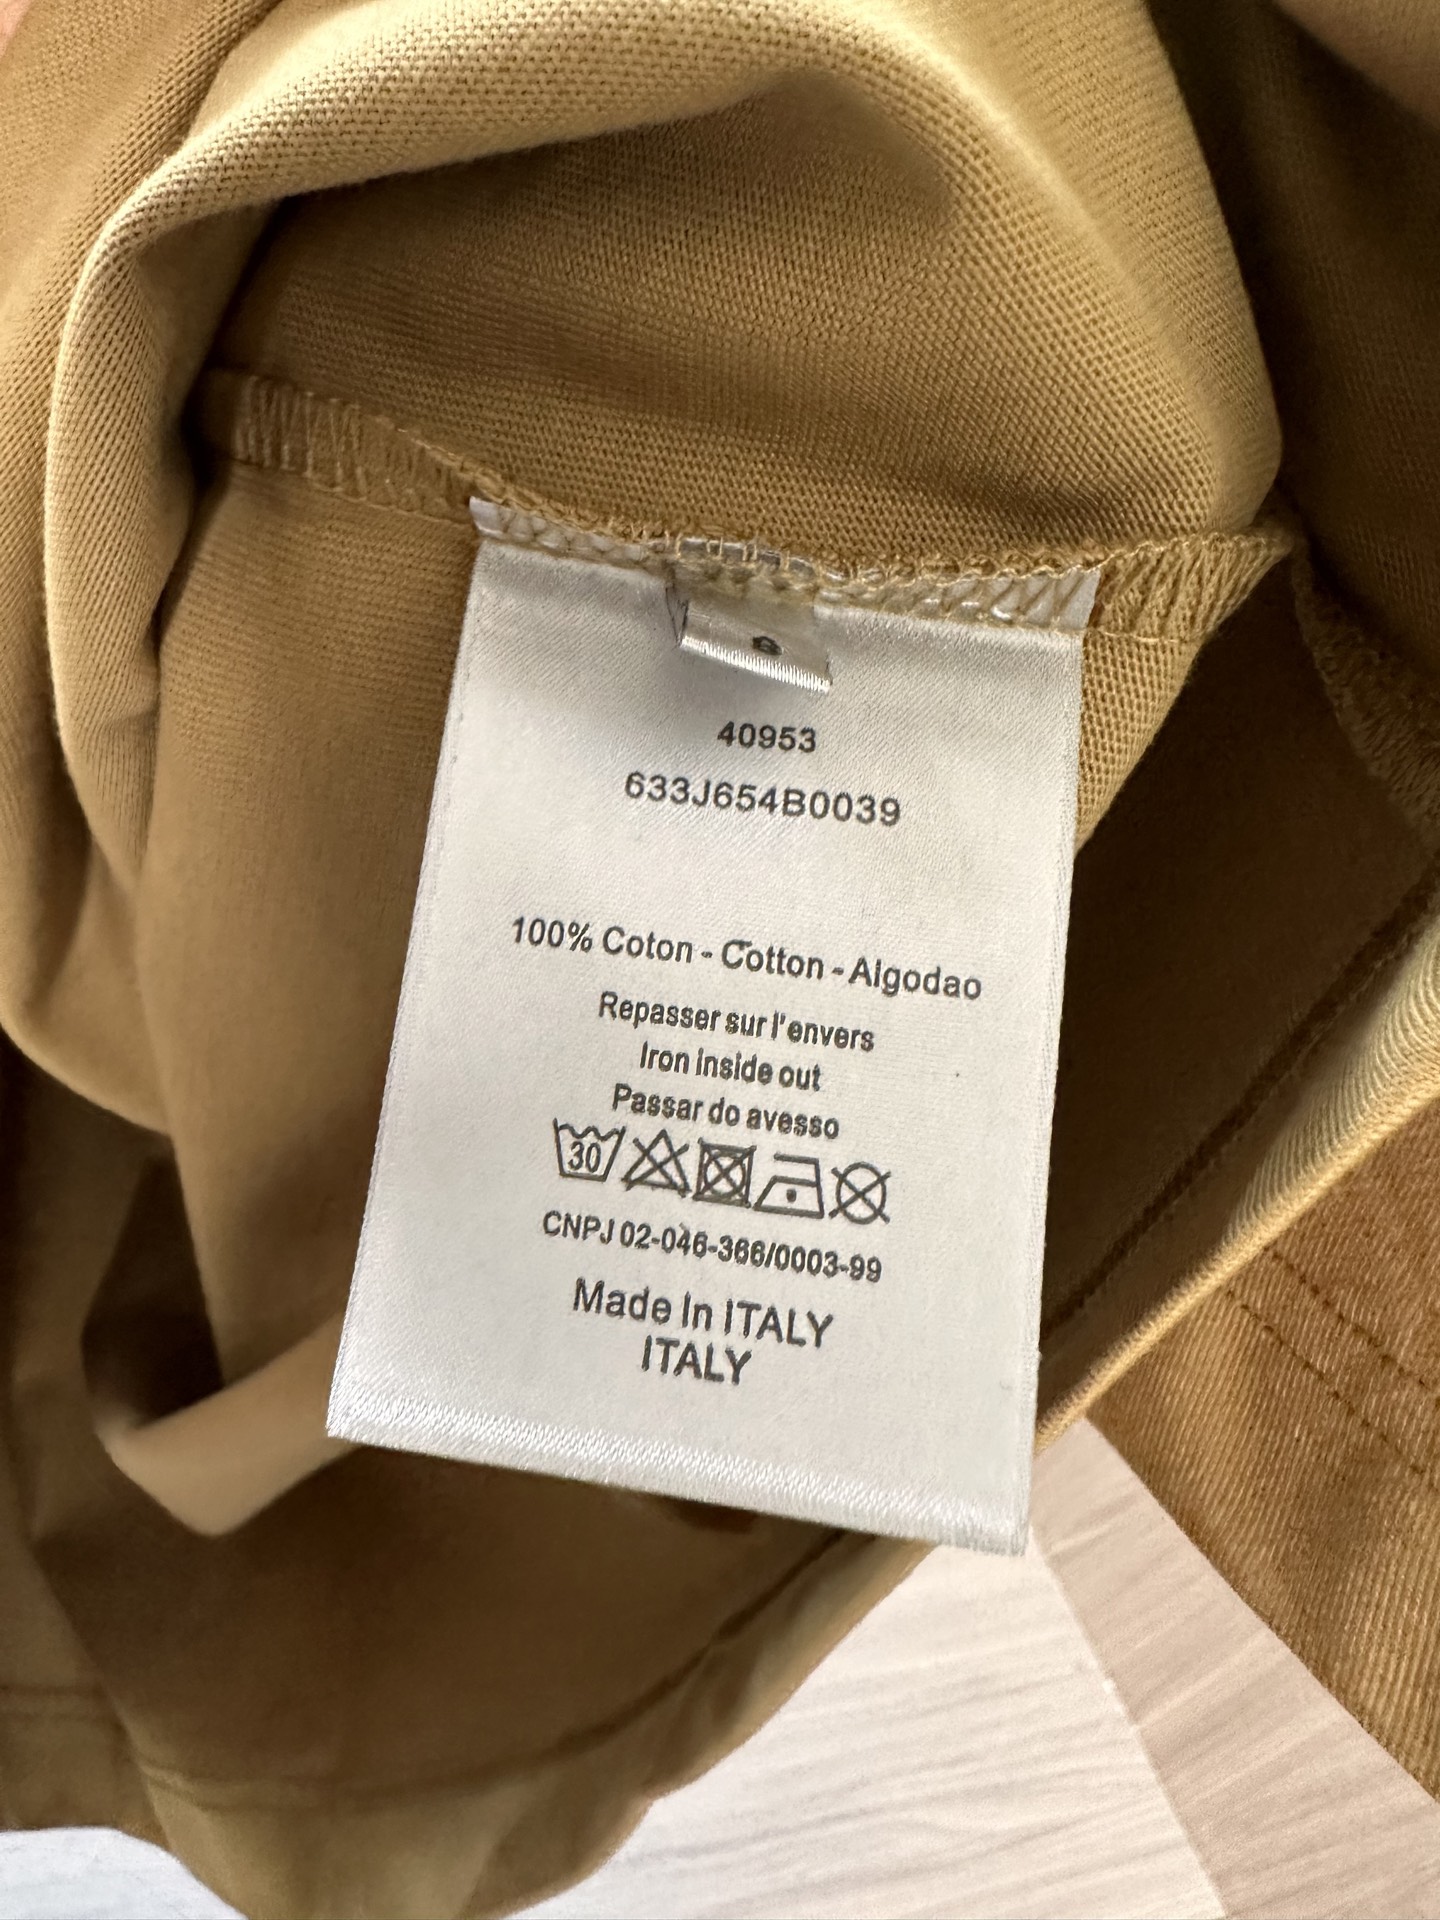 40953
633J654B0039
100% Coton - Cotton - Algodao
Repasser sur l'envers
Iron inside out
Passar do avesso
30
CNPJ 02-046-366/0003-99
Made In ITALY
ITALY